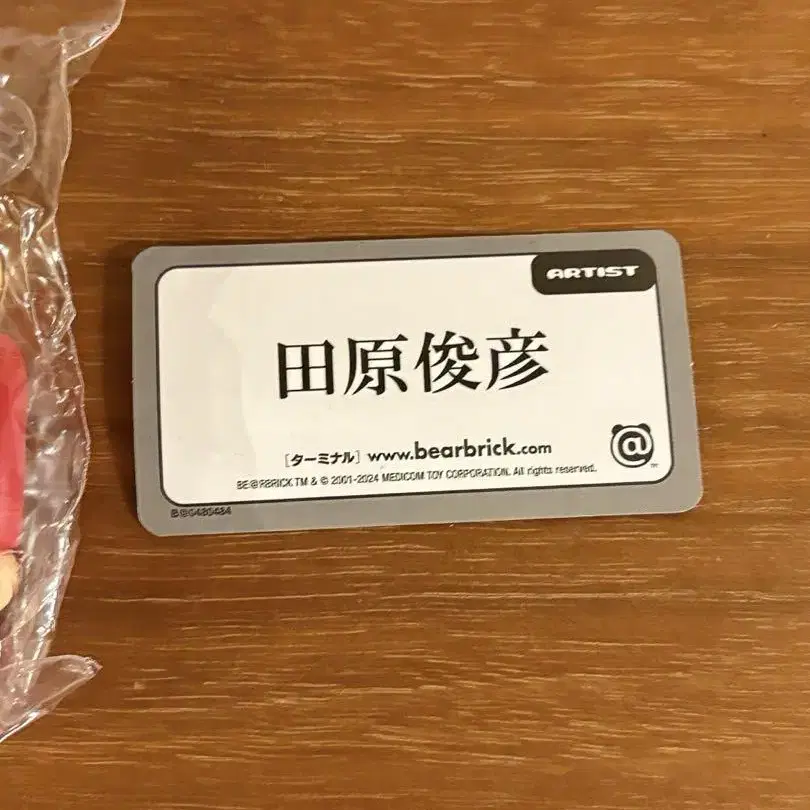 ARTIST
田原俊彦
[ターミナル] www.bearbrick.com
BE@RBRICK TM & © 2001-2024 MEDICOM TOY CORPORATION. All rights reserved.